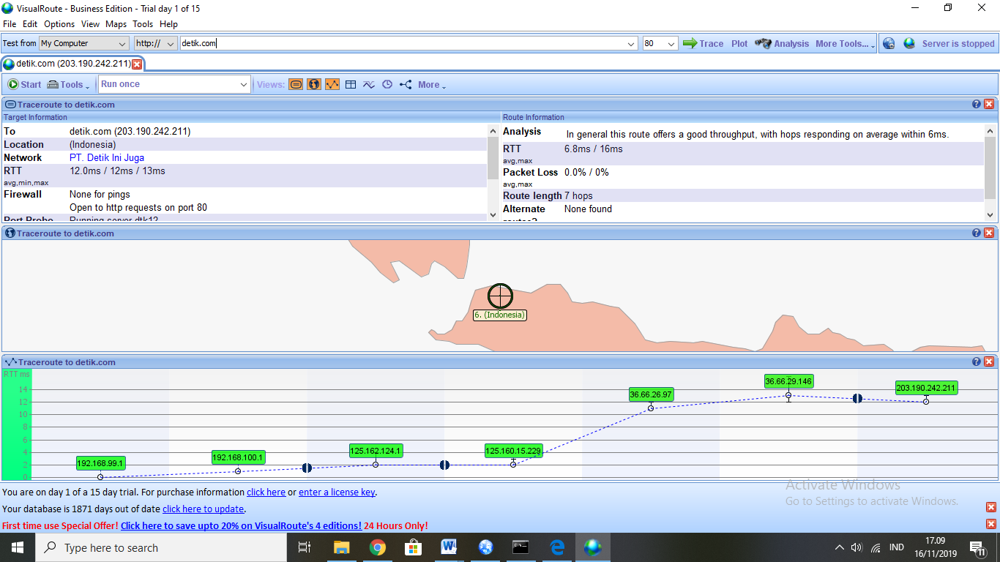 VisualRoute - Business Edition - Trial day 1 of 15
File Edit Options View Maps Tools Help
Test from My Computer http:// detik.com 80 Trace Plot Analysis More Tools... Server is stopped
detik.com (203.190.242.211)
Start Tools Run once Views: More
Traceroute to detik.com
Target Information
To detik.com (203.190.242.211)
Location (Indonesia)
Network PT. Detik Ini Juga
RTT 12.0ms / 12ms / 13ms
avg,min,max
Firewall None for pings
Open to http requests on port 80
Port Probe Running server dtk12
Route Information
Analysis In general this route offers a good throughput, with hops responding on average within 6ms.
RTT 6.8ms / 16ms
avg,max
Packet Loss 0.0% / 0%
avg,max
Route length 7 hops
Alternate None found
routes?
Traceroute to detik.com
6. (Indonesia)
Traceroute to detik.com
RTT ms
14
12
10
8
6
4
2
0
192.168.99.1
192.168.100.1
125.162.124.1
125.160.15.229
36.66.26.97
36.66.29.146
203.190.242.211
You are on day 1 of a 15 day trial. For purchase information click here or enter a license key.
Your database is 1871 days out of date click here to update.
First time use Special Offer! Click here to save upto 20% on VisualRoute's 4 editions! 24 Hours Only!
Activate Windows
Go to Settings to activate Windows.
Type here to search
IND
17.09
16/11/2019
11